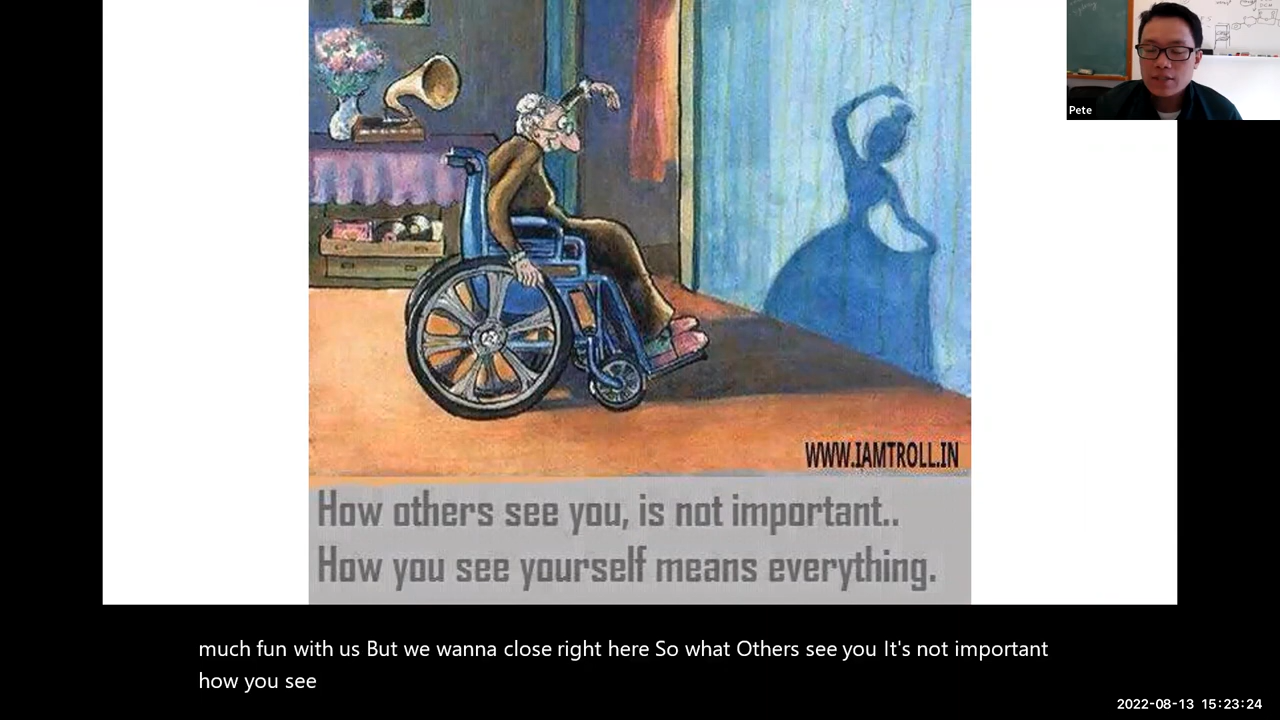 Pete
WWW.IAMTROLL.IN
How others see you, is not important..
How you see yourself means everything.
much fun with us But we wanna close right here So what Others see you It's not important
how you see
2022-08-13 15:23:24